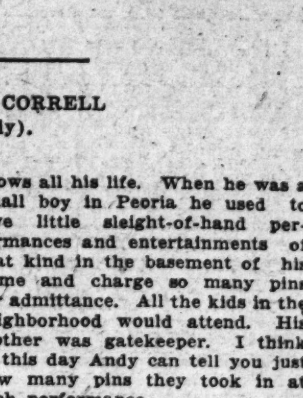 CORRELL
ly).
ows all his life. When he was a
all boy in Peoria he used to
ve little sleight-of-hand per-
rmances and entertainments of
at kind in the basement of his
me and charge so many pins
r admittance. All the kids in the
ighborhood would attend. His
other was gatekeeper. I think
this day Andy can tell you just
w many pins they took in at
ch performance.